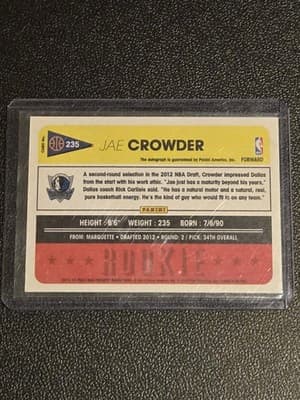 235
JAE CROWDER
The autograph is guaranteed by Panini America, Inc.
FORWARD
A second-round selection in the 2012 NBA Draft, Crowder impressed Dallas
from the start with his work ethic. "Jae just has a maturity beyond his years,"
Dallas coach Rick Carlisle said. "He has a natural motor and a natural, real,
pure basketball energy. He's the kind of guy who would fit to on any team."
PANINI
HEIGHT: 6'6" WEIGHT: 235 BORN: 7/6/90
FROM: MARQUETTE • DRAFTED 2012 • ROUND: 2 / PICK: 34TH OVERALL
ROOKIE